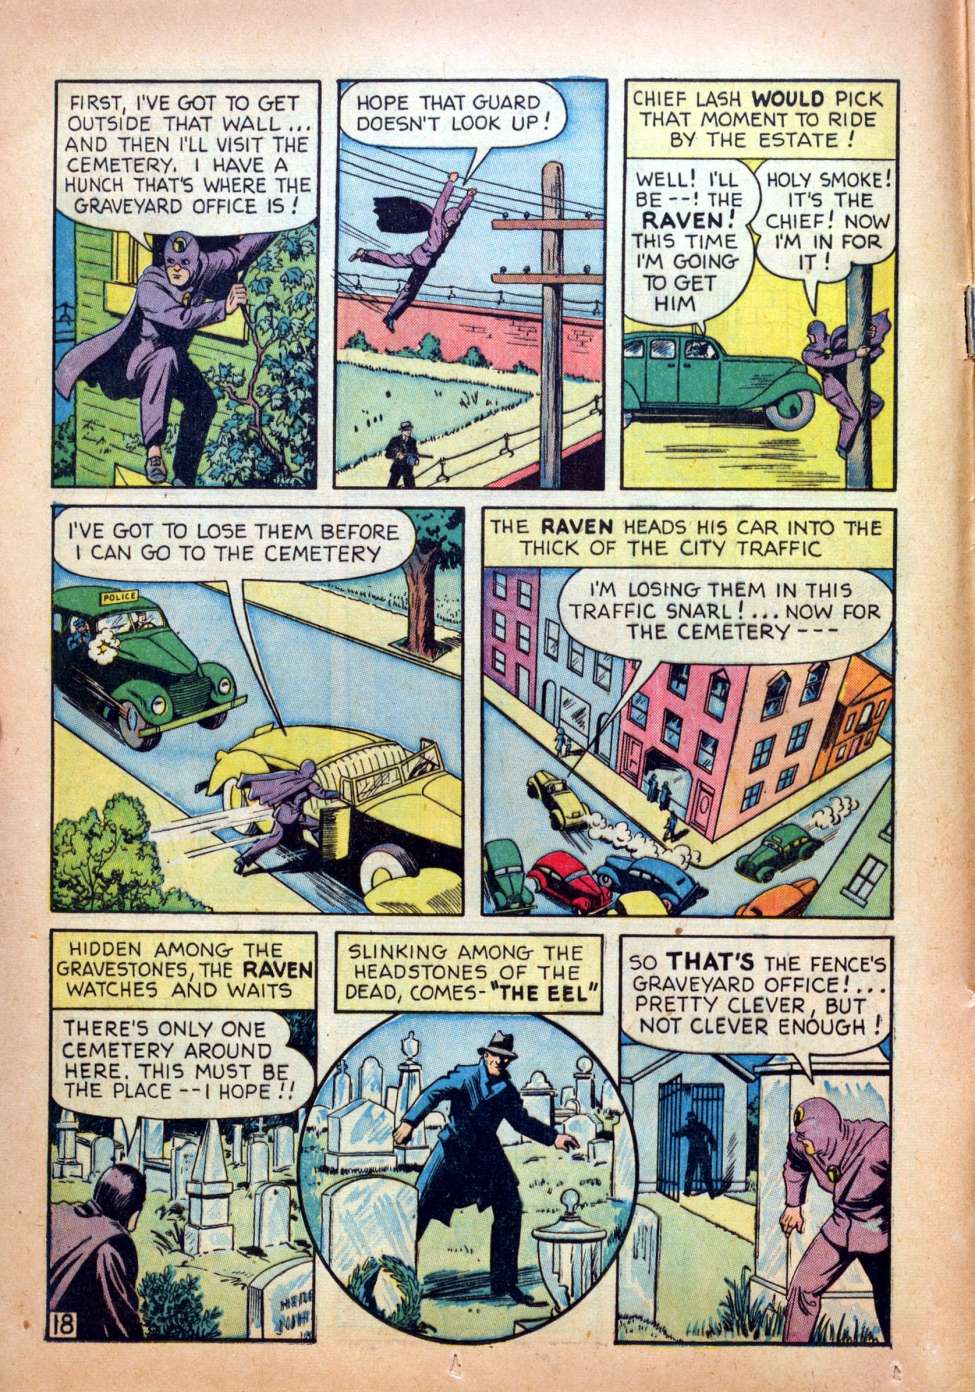 FIRST, I'VE GOT TO GET
OUTSIDE THAT WALL...
AND THEN I'LL VISIT THE
CEMETERY. I HAVE A
HUNCH THAT'S WHERE THE
GRAVEYARD OFFICE IS!
HOPE THAT GUARD
DOESN'T LOOK UP!
CHIEF LASH WOULD PICK
THAT MOMENT TO RIDE
BY THE ESTATE!
WELL! I'LL
BE --! THE
RAVEN!
THIS TIME
I'M GOING
TO GET
HIM
HOLY SMOKE!
IT'S THE
CHIEF! NOW
I'M IN FOR
IT!
I'VE GOT TO LOSE THEM BEFORE
I CAN GO TO THE CEMETERY
POLICE
THE RAVEN HEADS HIS CAR INTO THE
THICK OF THE CITY TRAFFIC
I'M LOSING THEM IN THIS
TRAFFIC SNARL!...NOW FOR
THE CEMETERY ---
HIDDEN AMONG THE
GRAVESTONES, THE RAVEN
WATCHES AND WAITS
THERE'S ONLY ONE
CEMETERY AROUND
HERE. THIS MUST BE
THE PLACE -- I HOPE!!
18
SLINKING AMONG THE
HEADSTONES OF THE
DEAD, COMES- "THE EEL"
SO THAT'S THE FENCE'S
GRAVEYARD OFFICE!...
PRETTY CLEVER, BUT
NOT CLEVER ENOUGH!